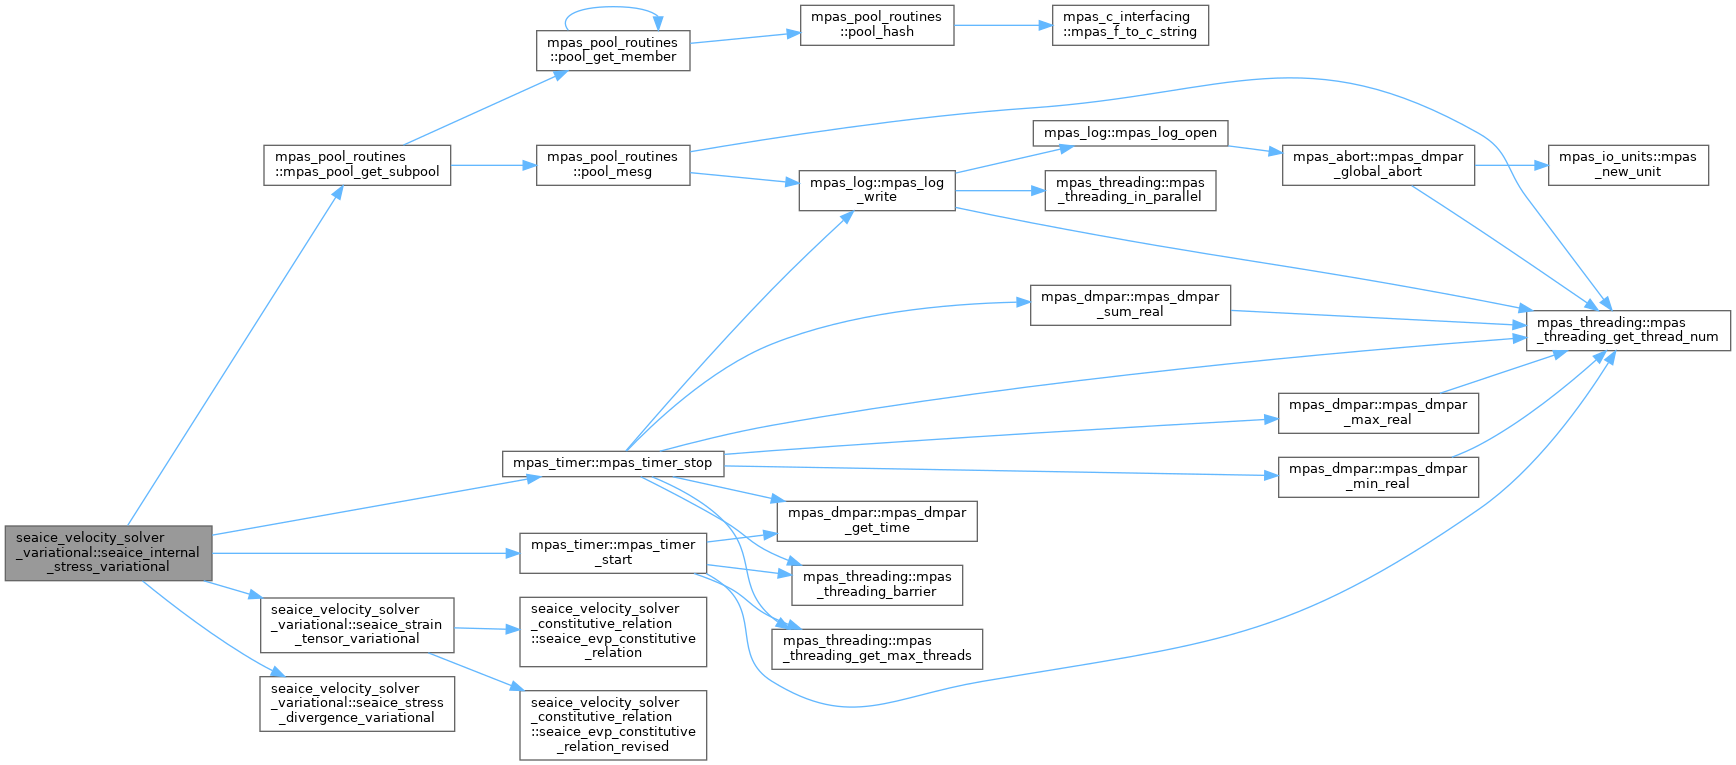 mpas_pool_routines
::pool_get_member
mpas_pool_routines
::pool_hash
mpas_c_interfacing
::mpas_f_to_c_string
mpas_pool_routines
::mpas_pool_get_subpool
mpas_pool_routines
::pool_mesg
mpas_log::mpas_log
_write
mpas_log::mpas_log_open
mpas_threading::mpas
_threading_in_parallel
mpas_abort::mpas_dmpar
_global_abort
mpas_io_units::mpas
_new_unit
mpas_dmpar::mpas_dmpar
_sum_real
mpas_threading::mpas
_threading_get_thread_num
mpas_dmpar::mpas_dmpar
_max_real
mpas_dmpar::mpas_dmpar
_min_real
mpas_timer::mpas_timer_stop
mpas_dmpar::mpas_dmpar
_get_time
seaice_velocity_solver
_variational::seaice_internal
_stress_variational
mpas_timer::mpas_timer
_start
mpas_threading::mpas
_threading_barrier
seaice_velocity_solver
_variational::seaice_strain
_tensor_variational
seaice_velocity_solver
_constitutive_relation
::seaice_evp_constitutive
_relation
mpas_threading::mpas
_threading_get_max_threads
seaice_velocity_solver
_variational::seaice_stress
_divergence_variational
seaice_velocity_solver
_constitutive_relation
::seaice_evp_constitutive
_relation_revised